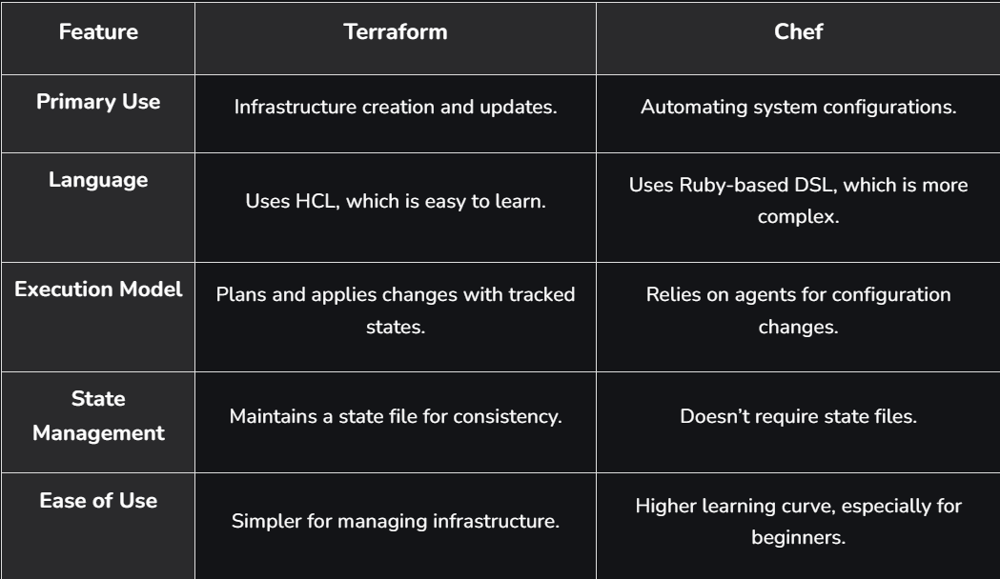 Feature
Terraform
Chef
Primary Use
Infrastructure creation and updates.
Automating system configurations.
Language
Uses HCL, which is easy to learn.
Uses Ruby-based DSL, which is more
complex.
Execution Model
Plans and applies changes with tracked
states.
Relies on agents for configuration
changes.
State
Management
Maintains a state file for consistency.
Doesn’t require state files.
Ease of Use
Simpler for managing infrastructure.
Higher learning curve, especially for
beginners.